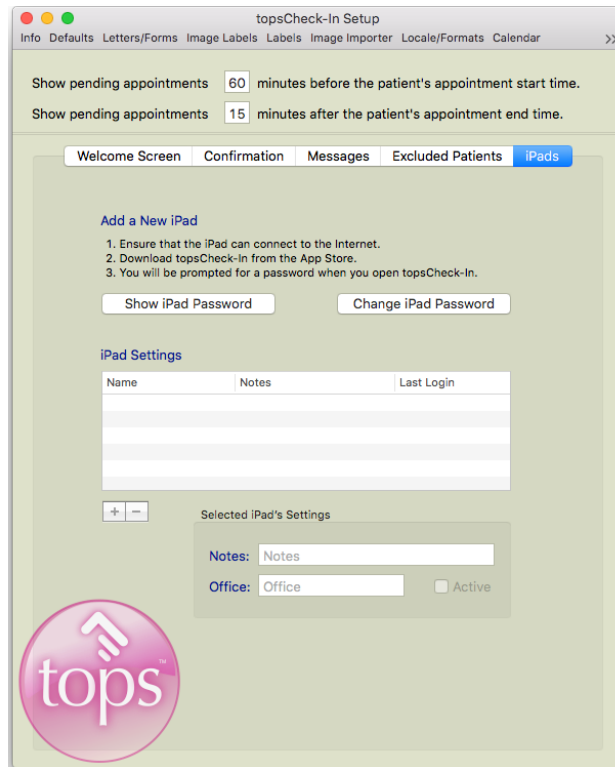 topsCheck-In Setup
Info Defaults Letters/Forms Image Labels Labels Image Importer Locale/Formats Calendar >>
Show pending appointments 60 minutes before the patient's appointment start time.
Show pending appointments 15 minutes after the patient's appointment end time.
Welcome Screen Confirmation Messages Excluded Patients iPads
Add a New iPad
1. Ensure that the iPad can connect to the Internet.
2. Download topsCheck-In from the App Store.
3. You will be prompted for a password when you open topsCheck-In.
Show iPad Password Change iPad Password
iPad Settings
Name Notes Last Login
+ −
Selected iPad's Settings
Notes: Notes
Office: Office Active
tops™